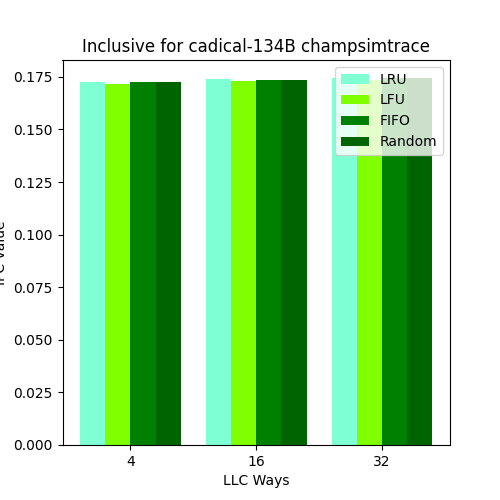 Inclusive for cadical-134B champsimtrace
LRU
LFU
FIFO
Random
0.175
0.150
0.125
0.100
0.075
0.050
0.025
0.000
4 16 32
LLC Ways